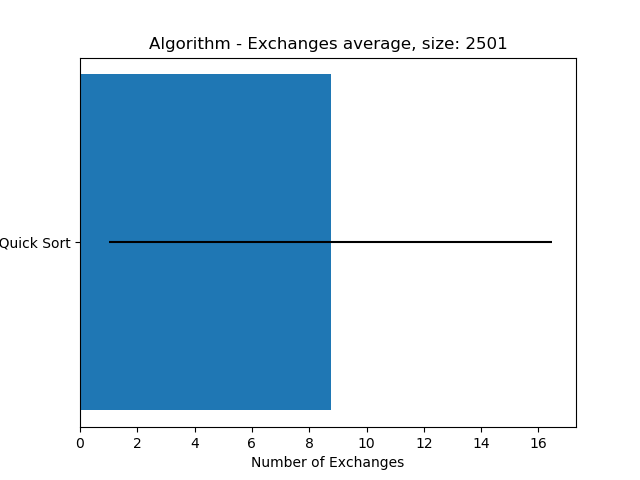 Algorithm - Exchanges average, size: 2501
Quick Sort
0 2 4 6 8 10 12 14 16
Number of Exchanges